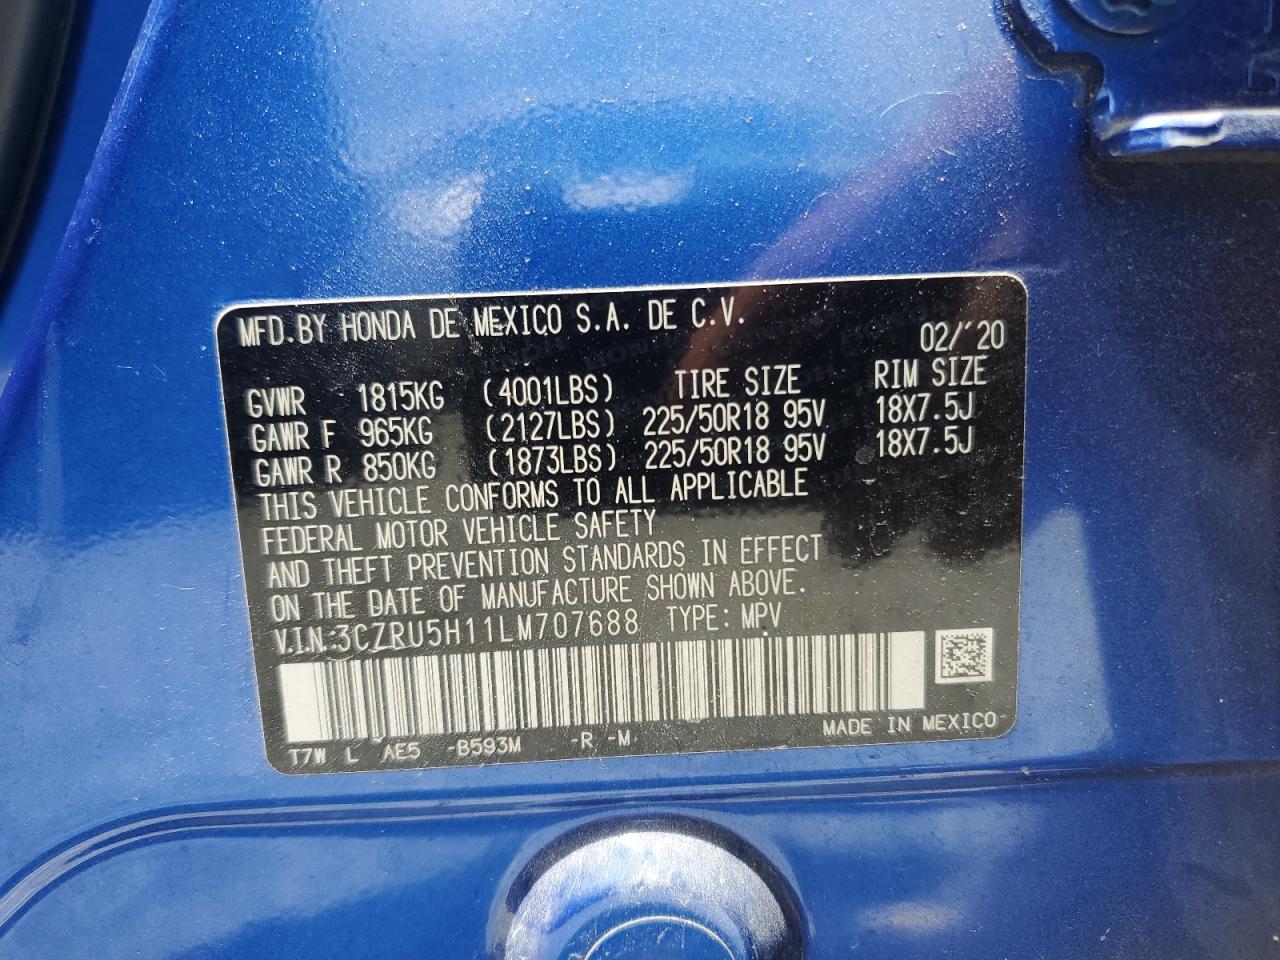 MFD.BY HONDA DE MEXICO S.A. DE C.V.
02/'20
GVWR 1815KG (4001LBS) TIRE SIZE RIM SIZE
GAWR F 965KG (2127LBS) 225/50R18 95V 18X7.5J
GAWR R 850KG (1873LBS) 225/50R18 95V 18X7.5J
THIS VEHICLE CONFORMS TO ALL APPLICABLE
FEDERAL MOTOR VEHICLE SAFETY
AND THEFT PREVENTION STANDARDS IN EFFECT
ON THE DATE OF MANUFACTURE SHOWN ABOVE.
V.I.N:3CZRU5H11LM707688 TYPE: MPV
T7W L AE5 -B593M -R -M MADE IN MEXICO